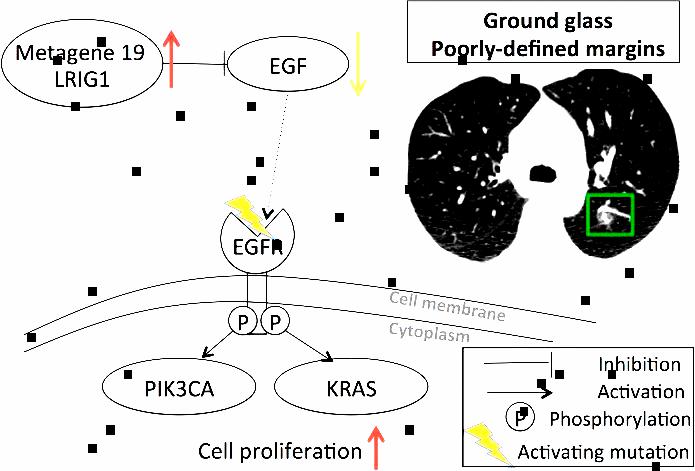 Ground glass
Poorly-defined margins
Metagene 19
LRIG1
EGF
EGFR
Cell membrane
P P
Cytoplasm
PIK3CA
KRAS
Cell proliferation
Inhibition
Activation
P Phosphorylation
Activating mutation